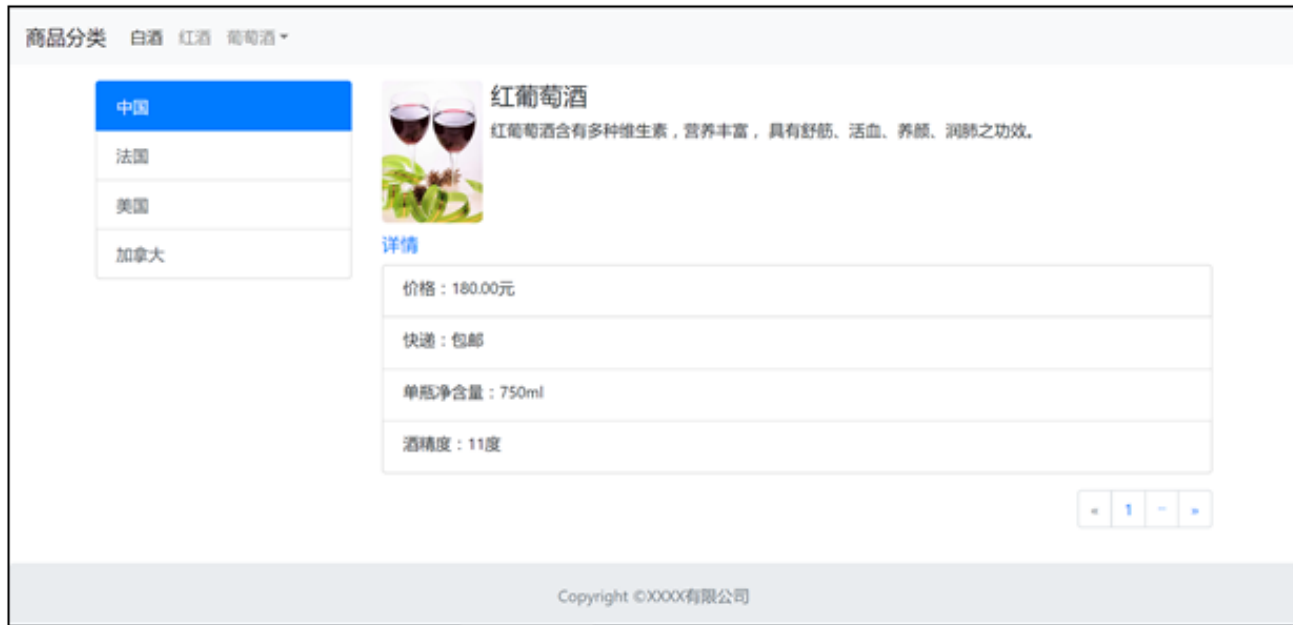 商品分类 白酒 红酒 葡萄酒
中国
法国
美国
加拿大
红葡萄酒
红葡萄酒含有多种维生素，营养丰富， 具有舒筋、活血、养颜、润肺之功效。
详情
价格：180.00元
快递：包邮
单瓶净含量：750ml
酒精度：11度
« 1 ... »
Copyright ©XXXX有限公司